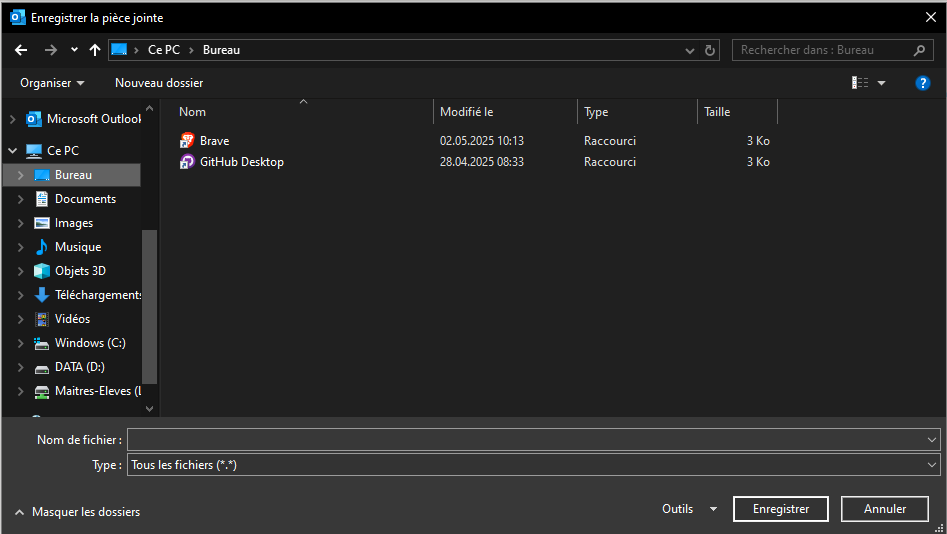 Enregistrer la pièce jointe
Ce PC > Bureau
Rechercher dans : Bureau
Organiser
Nouveau dossier
?
Microsoft Outlook
Ce PC
Bureau
Documents
Images
Musique
Objets 3D
Téléchargements
Vidéos
Windows (C:)
DATA (D:)
Maitres-Eleves (
Nom Modifié le Type Taille
Brave 02.05.2025 10:13 Raccourci 3 Ko
GitHub Desktop 28.04.2025 08:33 Raccourci 3 Ko
Nom de fichier :
Type : Tous les fichiers (*.*)
Masquer les dossiers
Outils
Enregistrer
Annuler